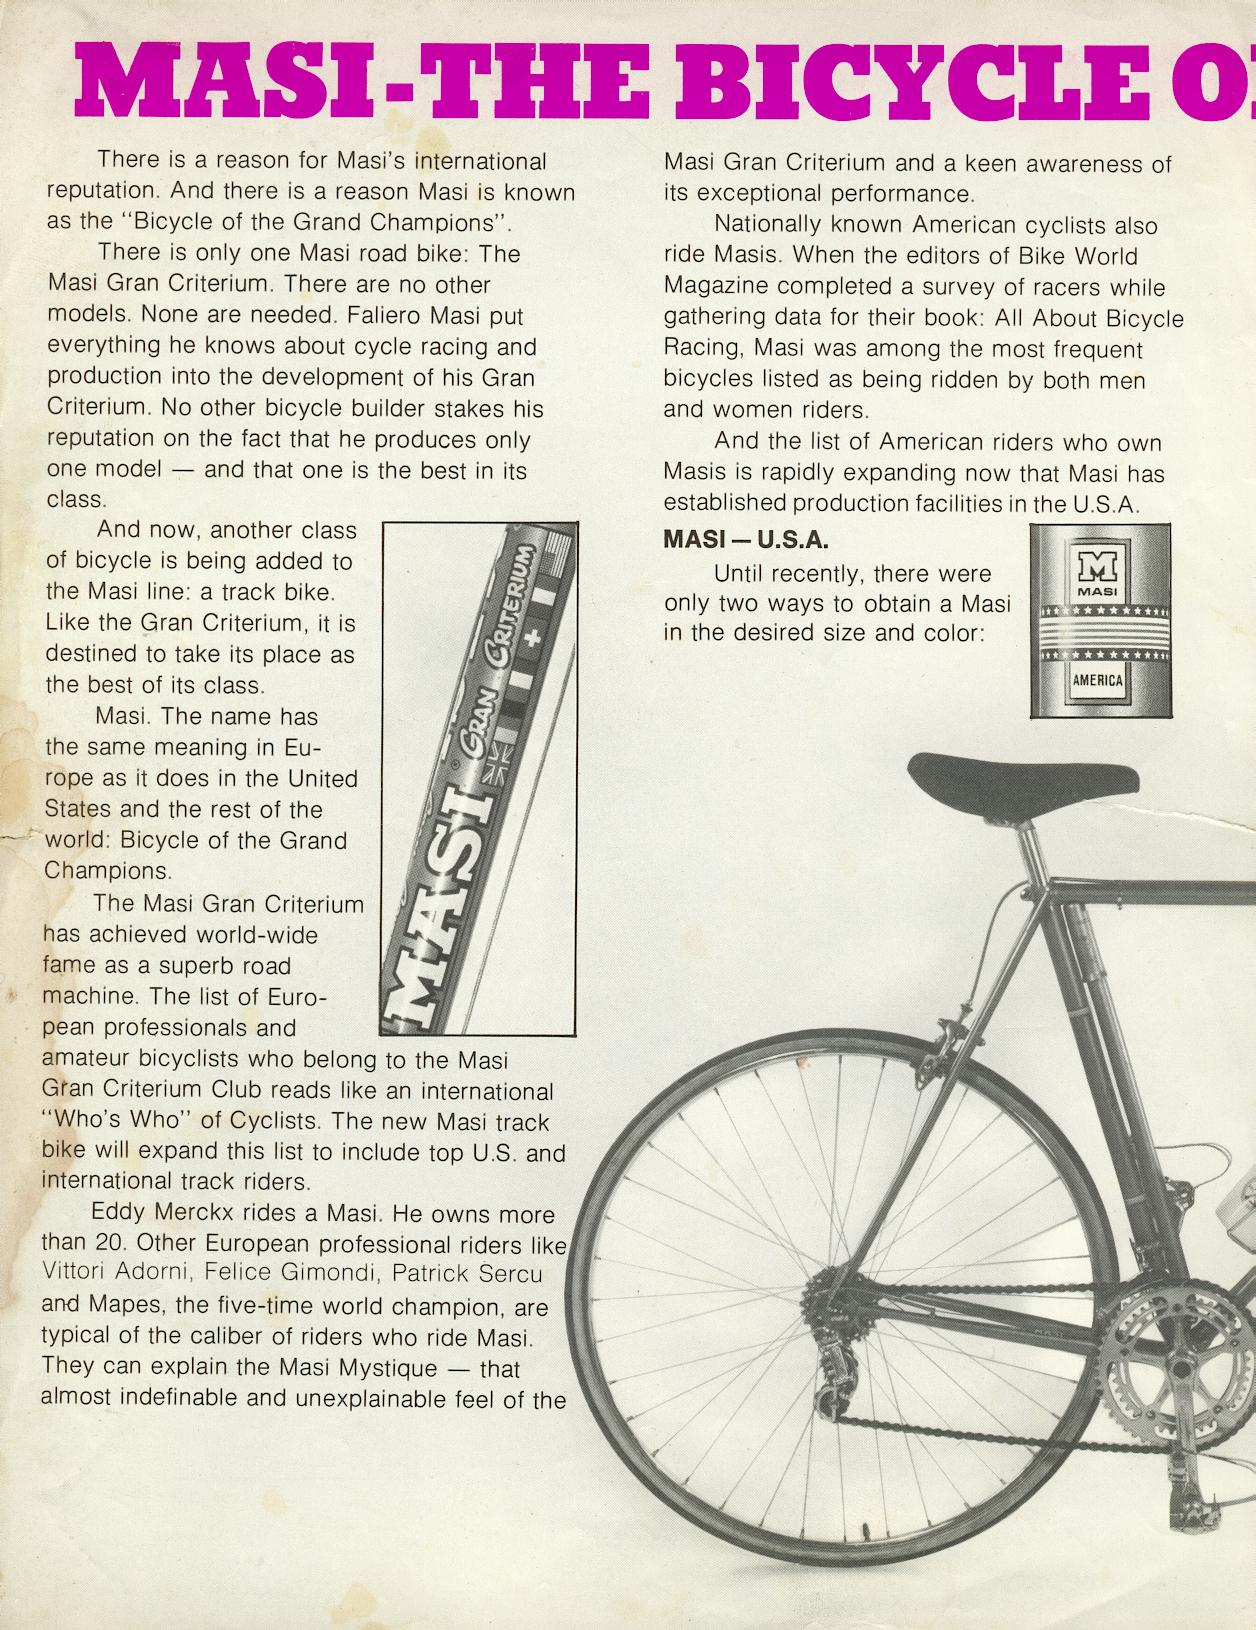 MASI-THE BICYCLE O
There is a reason for Masi's international
reputation. And there is a reason Masi is known
as the "Bicycle of the Grand Champions".
There is only one Masi road bike: The
Masi Gran Criterium. There are no other
models. None are needed. Faliero Masi put
everything he knows about cycle racing and
production into the development of his Gran
Criterium. No other bicycle builder stakes his
reputation on the fact that he produces only
one model — and that one is the best in its
class.
And now, another class
of bicycle is being added to
the Masi line: a track bike.
Like the Gran Criterium, it is
destined to take its place as
the best of its class.
Masi. The name has
the same meaning in Eu-
rope as it does in the United
States and the rest of the
world: Bicycle of the Grand
Champions.
The Masi Gran Criterium
has achieved world-wide
fame as a superb road
machine. The list of Euro-
pean professionals and
amateur bicyclists who belong to the Masi
Gran Criterium Club reads like an international
"Who's Who" of Cyclists. The new Masi track
bike will expand this list to include top U.S. and
international track riders.
Eddy Merckx rides a Masi. He owns more
than 20. Other European professional riders like
Vittori Adorni, Felice Gimondi, Patrick Sercu
and Mapes, the five-time world champion, are
typical of the caliber of riders who ride Masi.
They can explain the Masi Mystique — that
almost indefinable and unexplainable feel of the
MASI GRAN CRITERIUM
Masi Gran Criterium and a keen awareness of
its exceptional performance.
Nationally known American cyclists also
ride Masis. When the editors of Bike World
Magazine completed a survey of racers while
gathering data for their book: All About Bicycle
Racing, Masi was among the most frequent
bicycles listed as being ridden by both men
and women riders.
And the list of American riders who own
Masis is rapidly expanding now that Masi has
established production facilities in the U.S.A.
MASI — U.S.A.
Until recently, there were
only two ways to obtain a Masi
in the desired size and color:
M
MASI
AMERICA